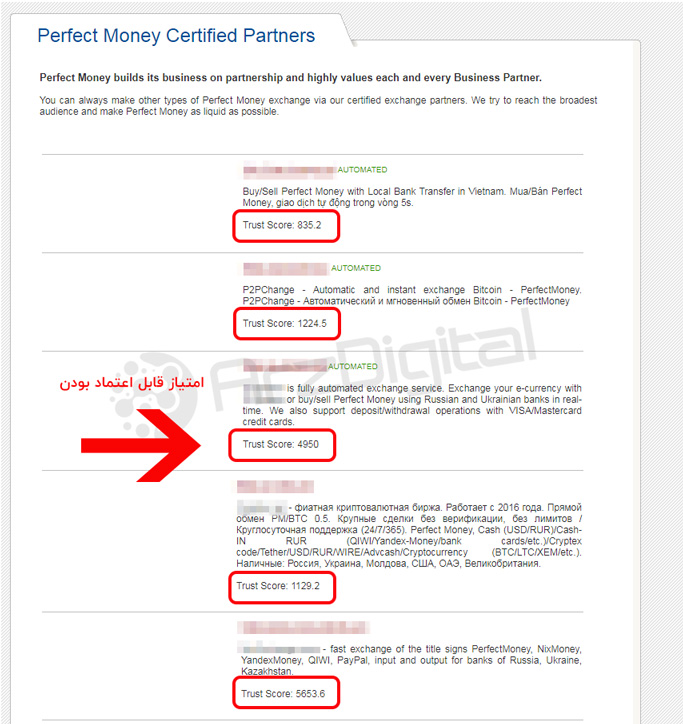 Perfect Money Certified Partners
Perfect Money builds its business on partnership and highly values each and every Business Partner.
You can always make other types of Perfect Money exchange via our certified exchange partners. We try to reach the broadest
audience and make Perfect Money as liquid as possible.
AUTOMATED
Buy/Sell Perfect Money with Local Bank Transfer in Vietnam. Mua/Bán Perfect
Money, giao dịch tự động trong vòng 5s.
Trust Score: 835.2
AUTOMATED
P2PChange - Automatic and instant exchange Bitcoin - PerfectMoney.
P2PChange - Автоматический и мгновенный обмен Bitcoin - PerfectMoney
Trust Score: 1224.5
ArzDigital
AUTOMATED
امتیاز قابل اعتماد بودن
is fully automated exchange service. Exchange your e-currency with
or buy/sell Perfect Money using Russian and Ukrainian banks in real-
time. We also support deposit/withdrawal operations with VISA/Mastercard
credit cards.
Trust Score: 4950
- фиатная криптовалютная биржа. Работает с 2016 года. Прямой
обмен PM/BTC 0.5. Крупные сделки без верификации, без лимитов /
Круглосуточная поддержка (24/7/365). Perfect Money, Cash (USD/RUR)/Cash-
IN RUR (QIWI/Yandex-Money/bank cards/etc.)/Cryptex
code/Tether/USD/RUR/WIRE/Advcash/Cryptocurrency (BTC/LTC/XEM/etc.).
Наличные: Россия, Украина, Молдова, США, ОАЭ, Великобритания.
Trust Score: 1129.2
- fast exchange of the title signs PerfectMoney, NixMoney,
YandexMoney, QIWI, PayPal, input and output for banks of Russia, Ukraine,
Kazakhstan.
Trust Score: 5653.6